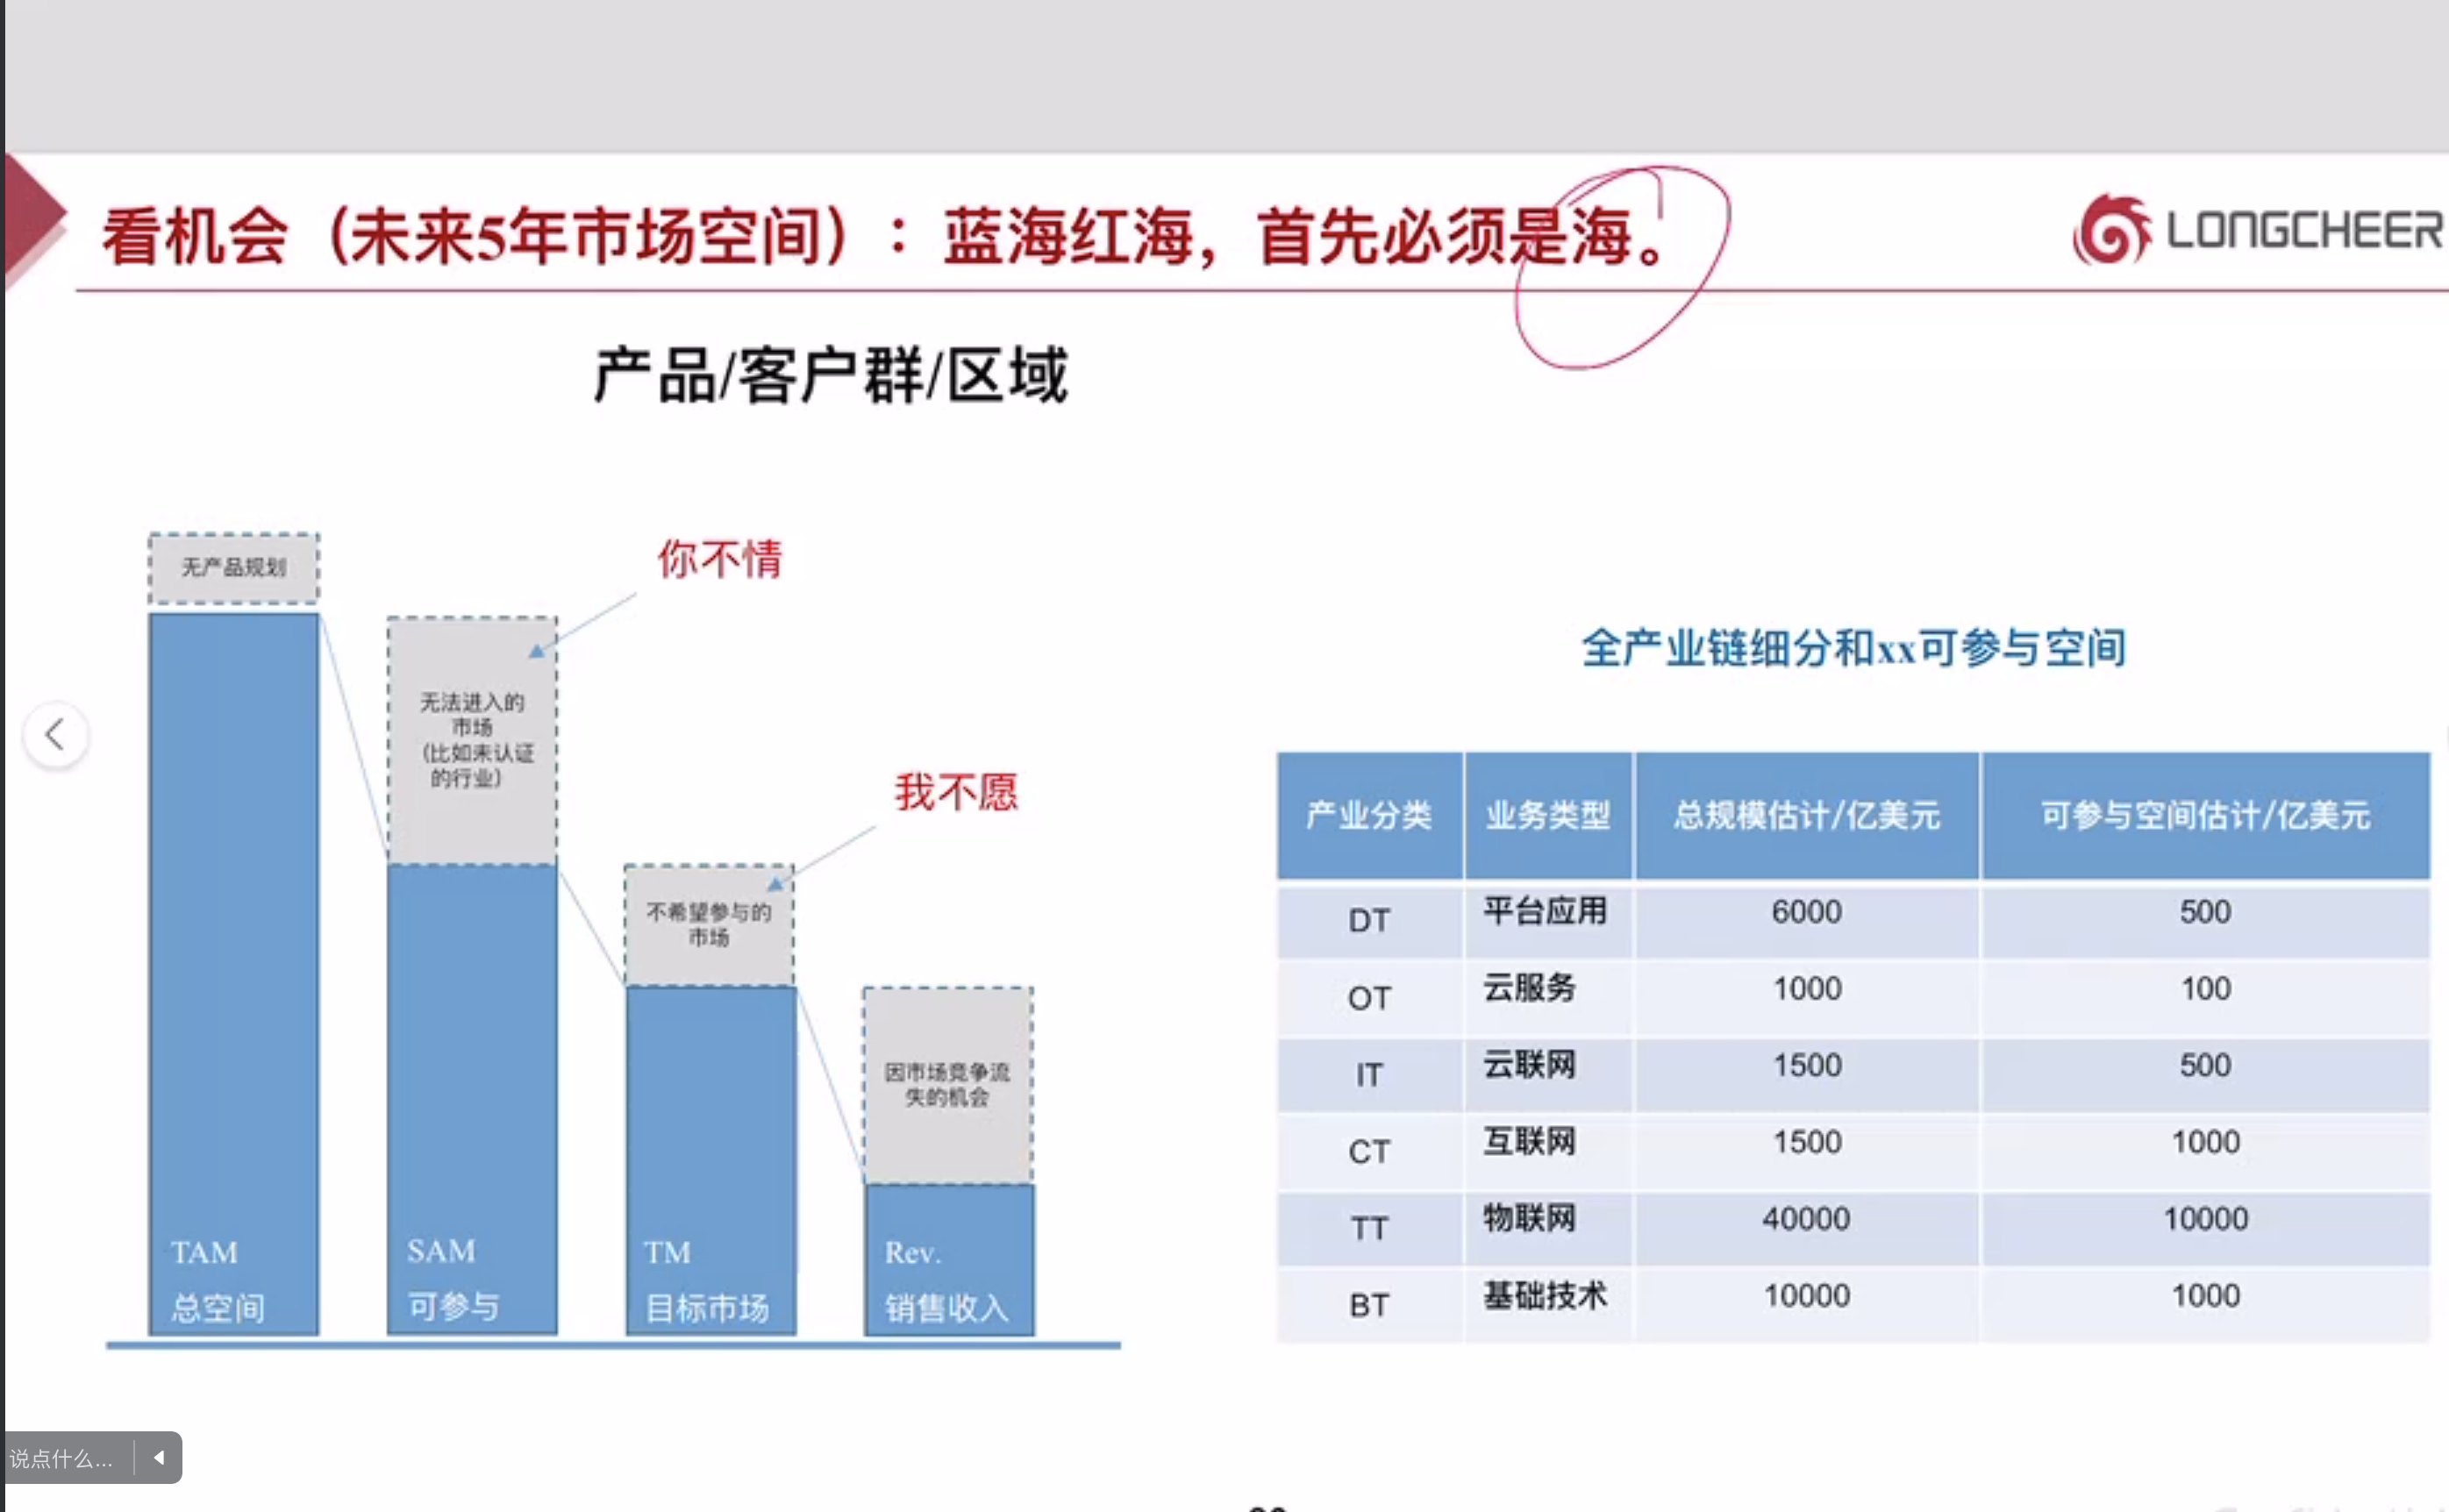 看机会（未来5年市场空间）：蓝海红海，首先必须是海。
LONGCHEER
产品/客户群/区域
无产品规划
你不情
无法进入的
市场
（比如未认证
的行业）
我不愿
不希望参与的
市场
因市场竞争流
失的机会
TAM
总空间
SAM
可参与
TM
目标市场
Rev.
销售收入
全产业链细分和xx可参与空间
产业分类 业务类型 总规模估计/亿美元 可参与空间估计/亿美元
DT 平台应用 6000 500
OT 云服务 1000 100
IT 云联网 1500 500
CT 互联网 1500 1000
TT 物联网 40000 10000
BT 基础技术 10000 1000
说点什么...